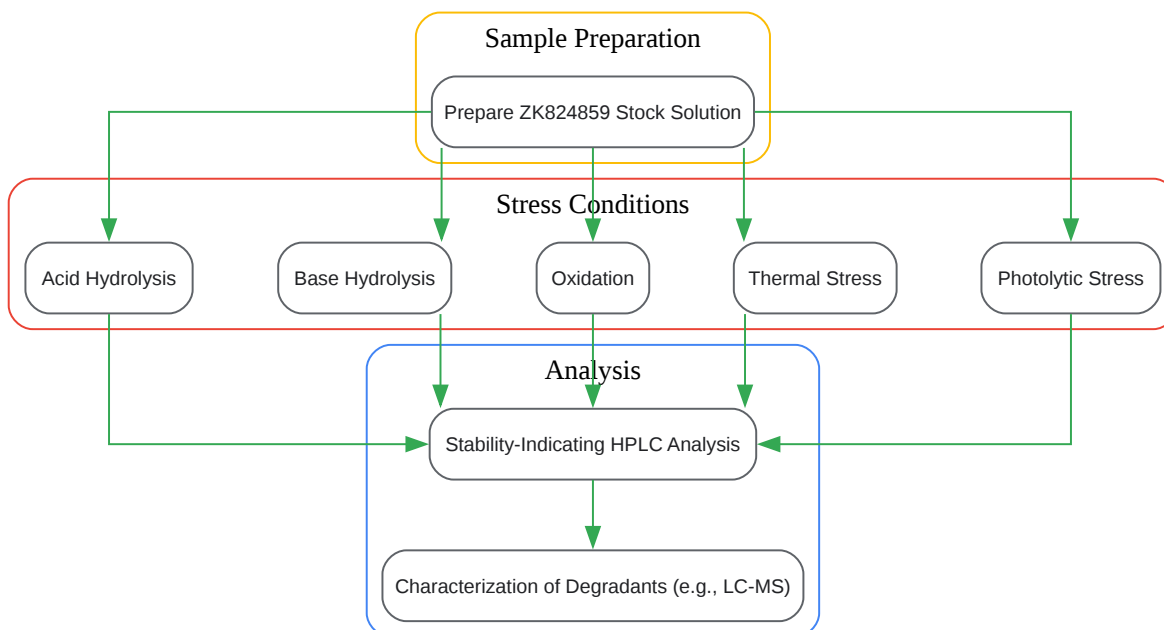 Sample Preparation
Prepare ZK824859 Stock Solution
Stress Conditions
Acid Hydrolysis
Base Hydrolysis
Oxidation
Thermal Stress
Photolytic Stress
Analysis
Stability-Indicating HPLC Analysis
Characterization of Degradants (e.g., LC-MS)